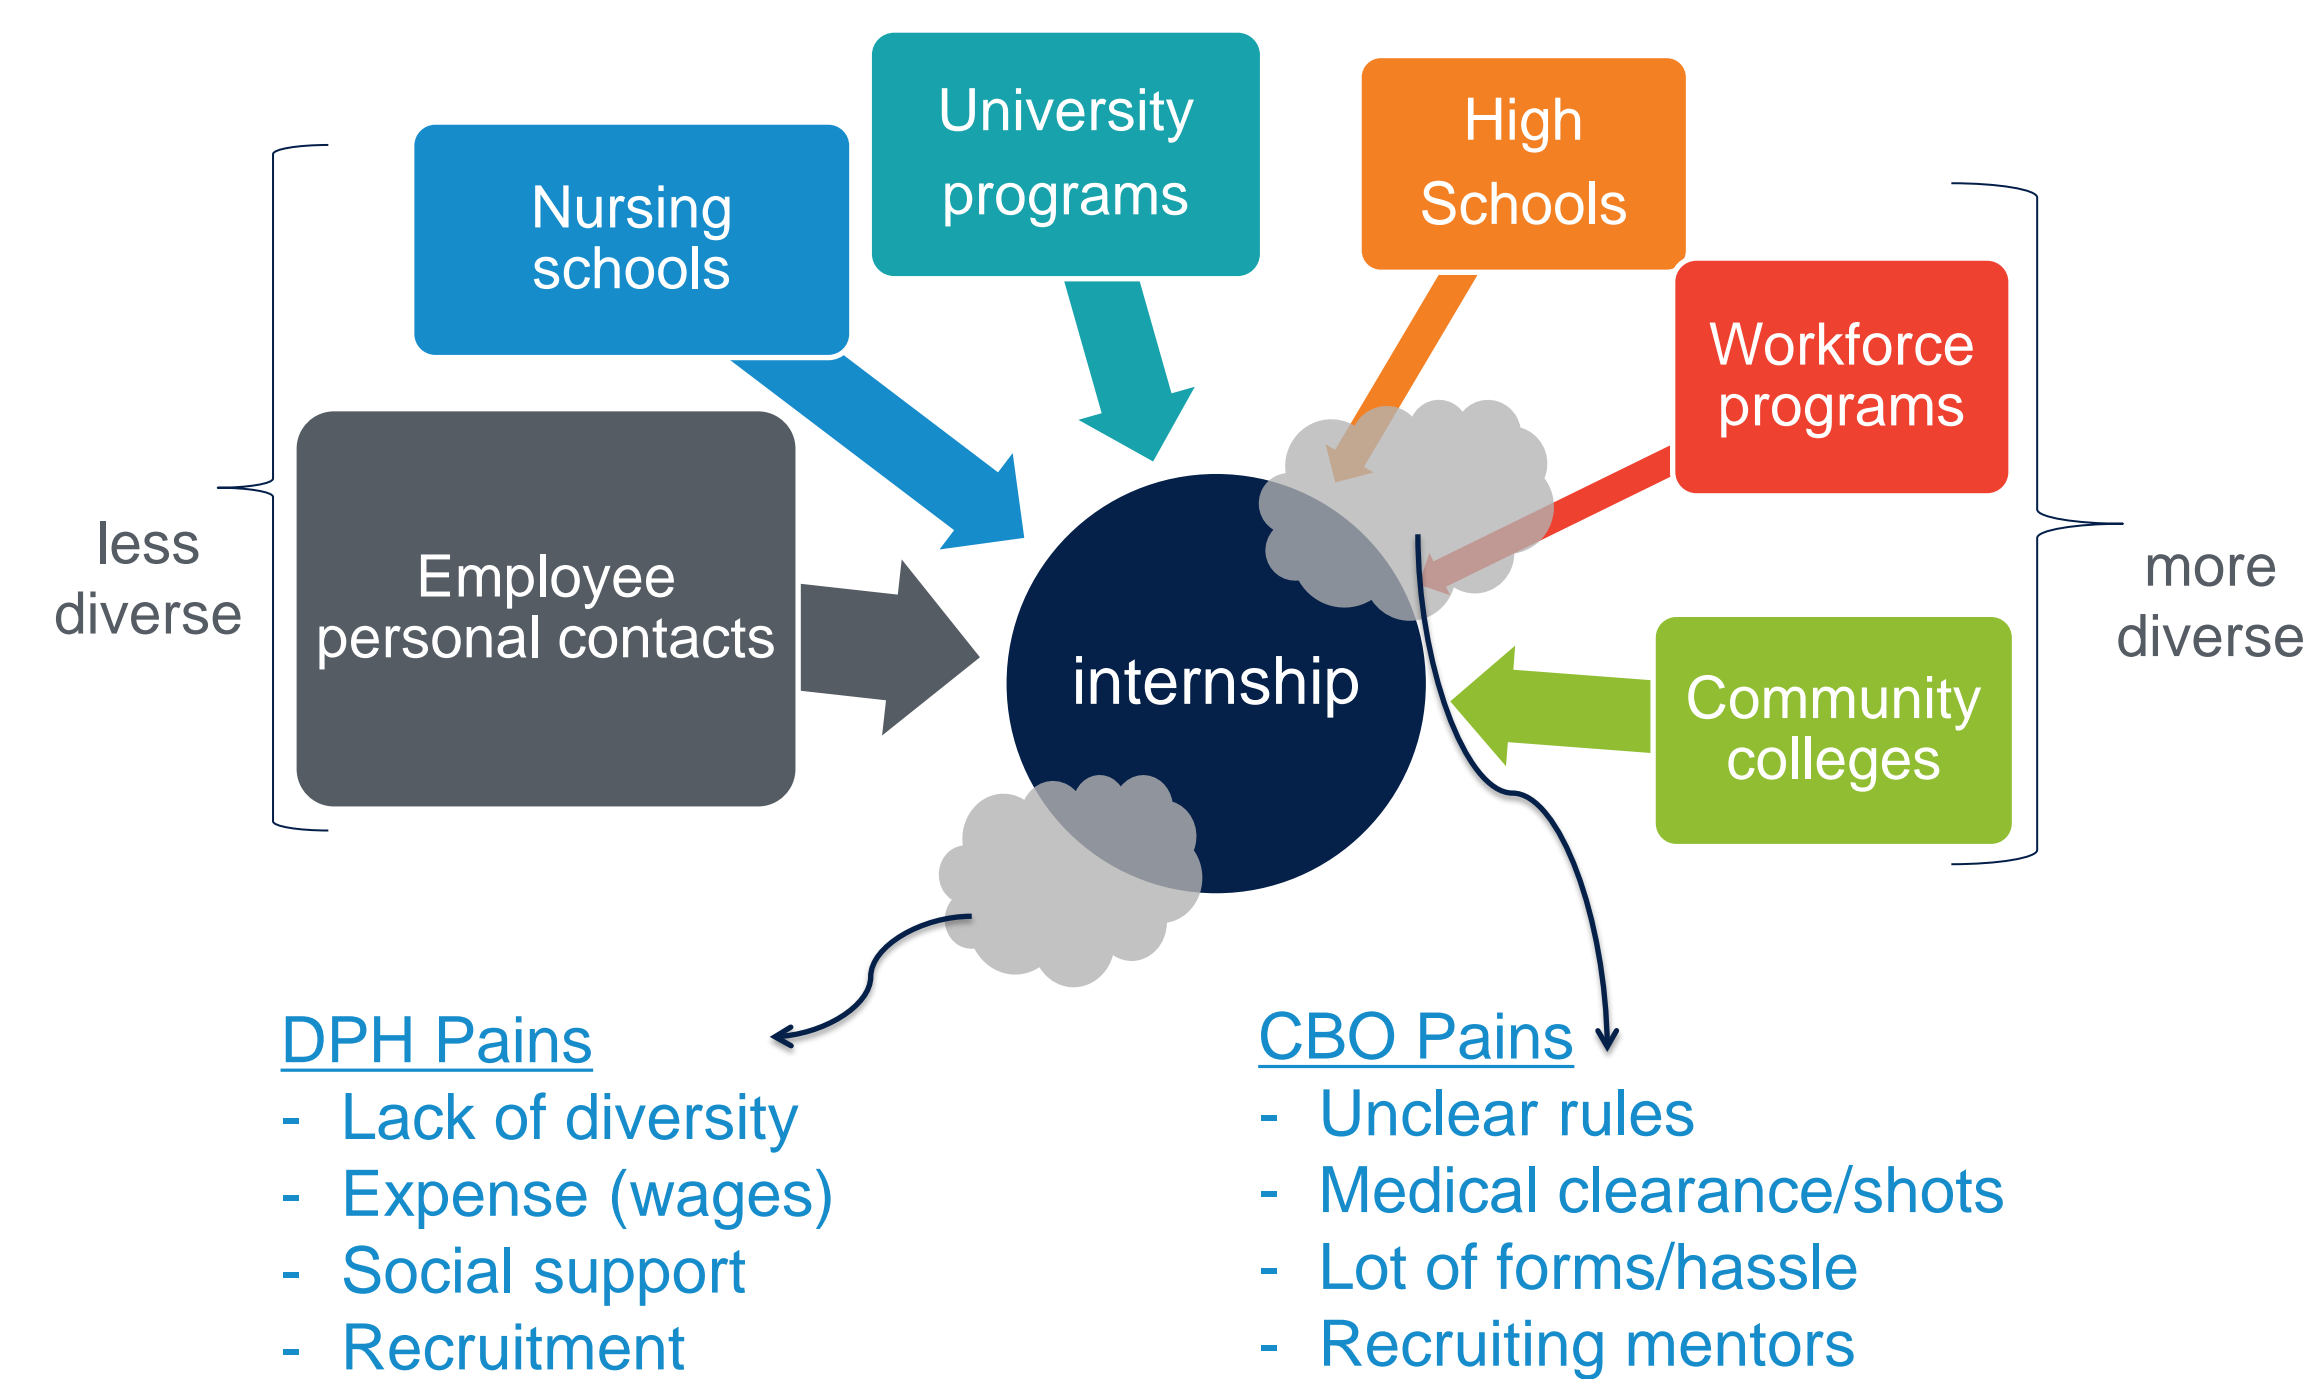 University
programs
High
Schools
Nursing
schools
Workforce
programs
less
diverse
Employee
personal contacts
internship
more
diverse
Community
colleges
DPH Pains
- Lack of diversity
- Expense (wages)
- Social support
- Recruitment
CBO Pains
- Unclear rules
- Medical clearance/shots
- Lot of forms/hassle
- Recruiting mentors